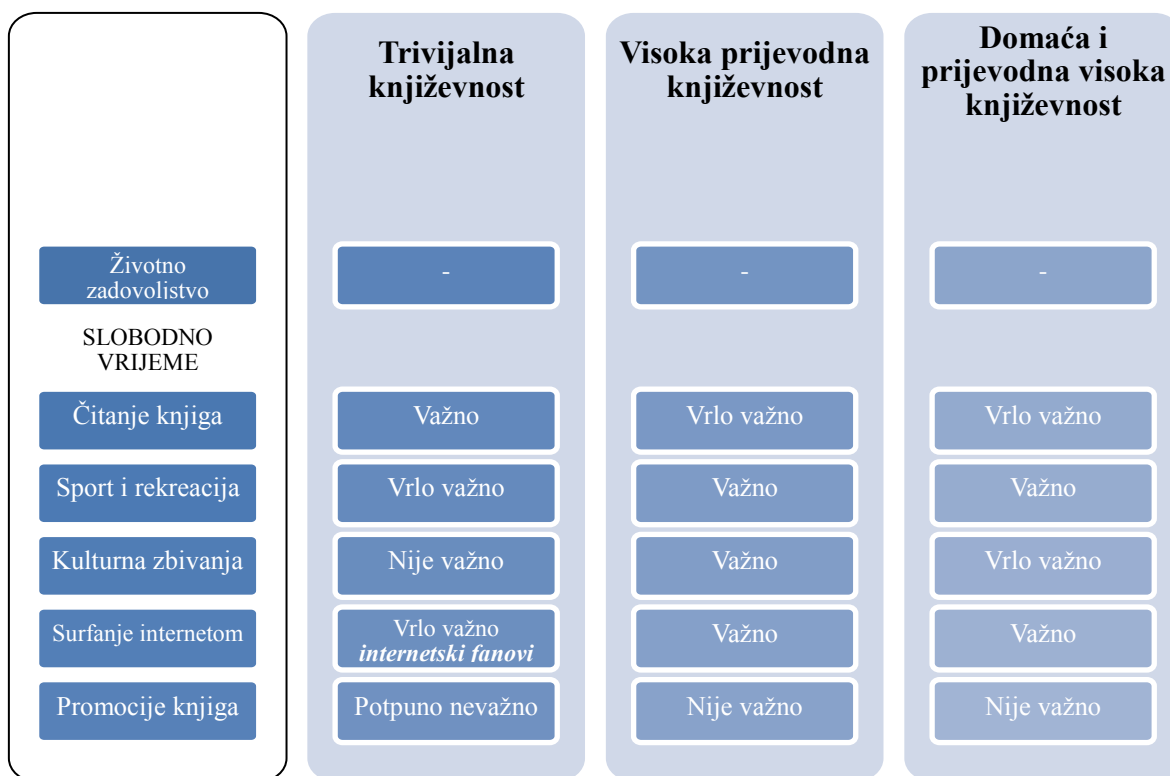 Trivijalna
književnost
Visoka prijevodna
književnost
Domaća i
prijevodna visoka
književnost
Životno
zadovoljstvo
-
-
-
SLOBODNO
VRIJEME
Čitanje knjiga
Važno
Vrlo važno
Vrlo važno
Sport i rekreacija
Vrlo važno
Važno
Važno
Kulturna zbivanja
Nije važno
Važno
Vrlo važno
Surfanje internetom
Vrlo važno
internetski fanovi
Važno
Važno
Promocije knjiga
Potpuno nevažno
Nije važno
Nije važno